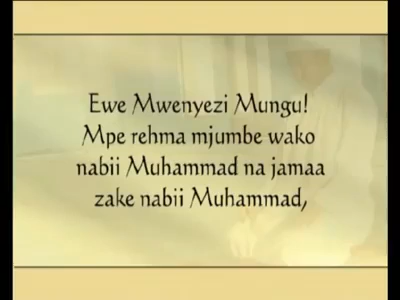 Ewe Mwenyezi Mungu!
Mpe rehma mjumbe wako
nabii Muhammad na jamaa
zake nabii Muhammad,